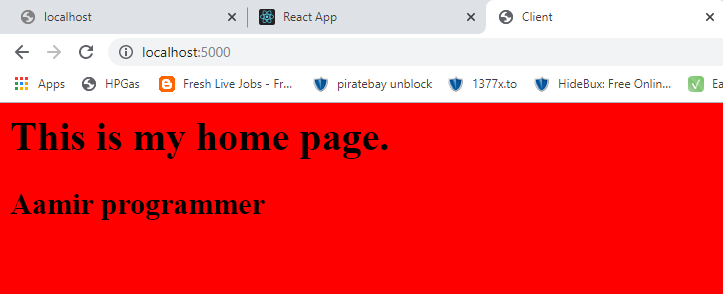 localhost
React App
Client
localhost:5000
Apps
HPGas
Fresh Live Jobs - Fr...
piratebay unblock
1377x.to
HideBux: Free Onlin...
Ea
This is my home page.
Aamir programmer